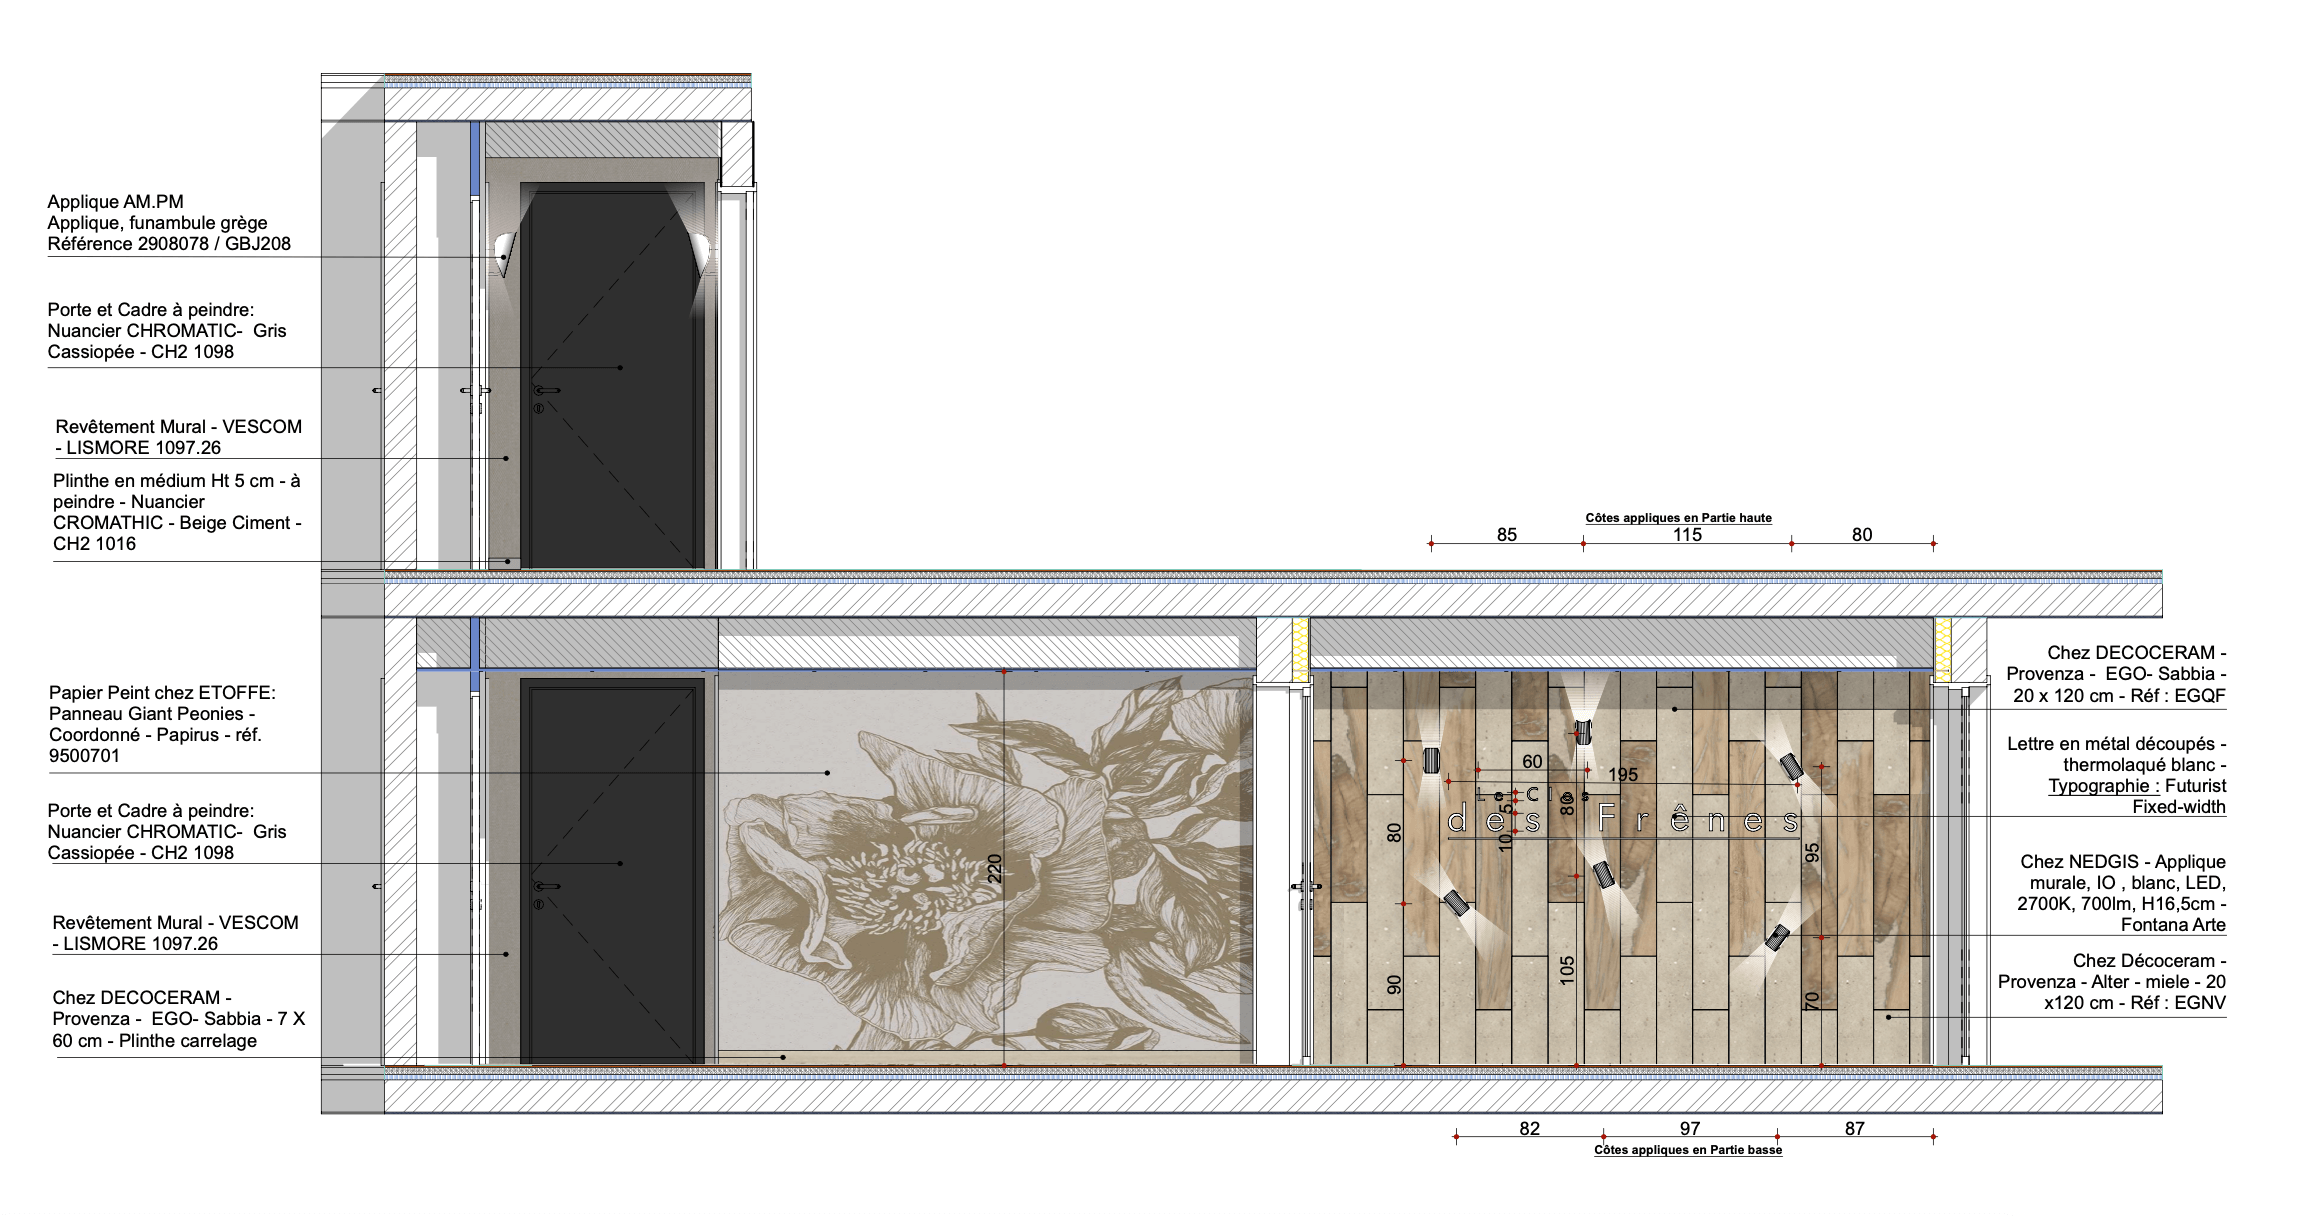 Applique AM.PM
Applique, funambule grège
Référence 2908078 / GBJ208
Porte et Cadre à peindre:
Nuancier CHROMATIC-  Gris
Cassiopée - CH2 1098
Revêtement Mural - VESCOM
- LISMORE 1097.26
Plinthe en médium Ht 5 cm - à
peindre - Nuancier
CROMATHIC - Beige Ciment -
CH2 1016
Côtes appliques en Partie haute
85 115 80
Papier Peint chez ETOFFE:
Panneau Giant Peonies -
Coordonné - Papirus - réf.
9500701
Porte et Cadre à peindre:
Nuancier CHROMATIC-  Gris
Cassiopée - CH2 1098
Revêtement Mural - VESCOM
- LISMORE 1097.26
Chez DECOCERAM -
Provenza -  EGO- Sabbia - 7 X
60 cm - Plinthe carrelage
220
60
195
Le Clos
des Frênes
5
10
80
80
95
90
105
70
Chez DECOCERAM -
Provenza -  EGO- Sabbia -
20 x 120 cm - Réf : EGQF
Lettre en métal découpés -
thermolaqué blanc -
Typographie : Futurist
Fixed-width
Chez NEDGIS - Applique
murale, IO , blanc, LED,
2700K, 700lm, H16,5cm -
Fontana Arte
Chez Décoceram -
Provenza - Alter - miele - 20
x120 cm - Réf : EGNV
82 97 87
Côtes appliques en Partie basse